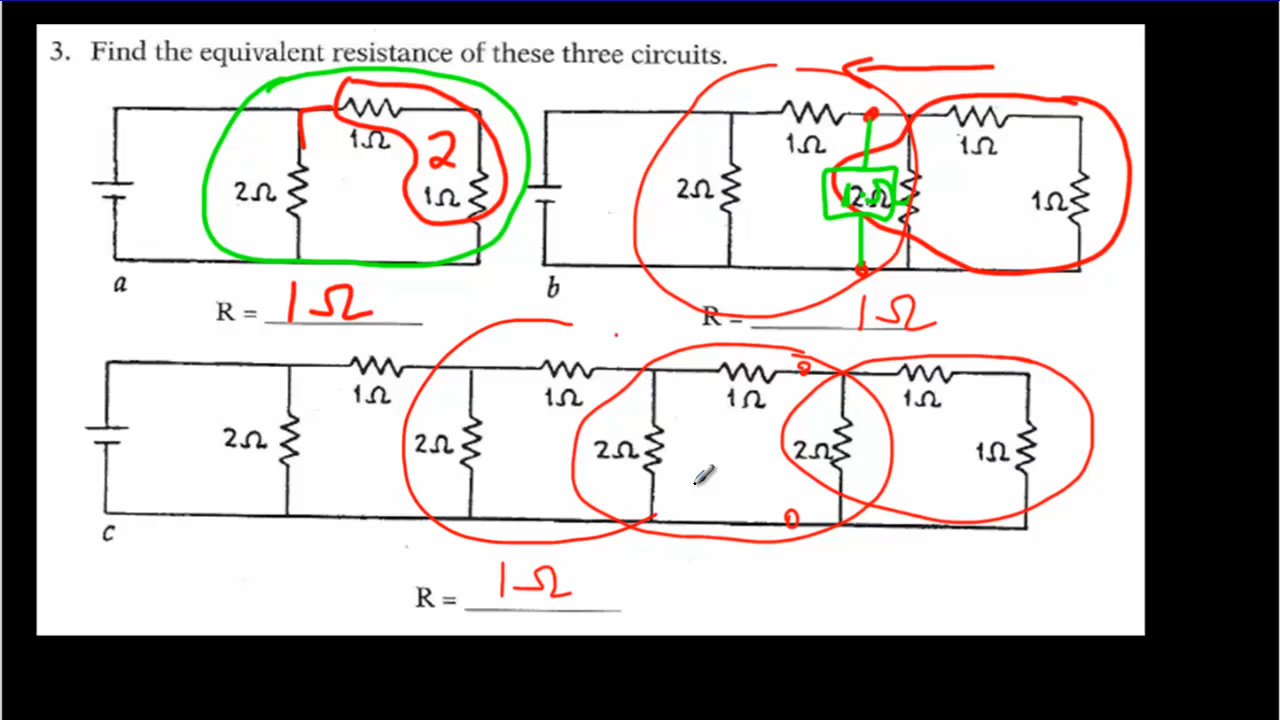 3. Find the equivalent resistance of these three circuits.
1Ω
2Ω
2
1Ω
a
R = 1Ω
1Ω
1Ω
2Ω
1Ω
b
R = 1Ω
1Ω
1Ω
1Ω
1Ω
2Ω
2Ω
2Ω
2Ω
1Ω
c
R = 1Ω